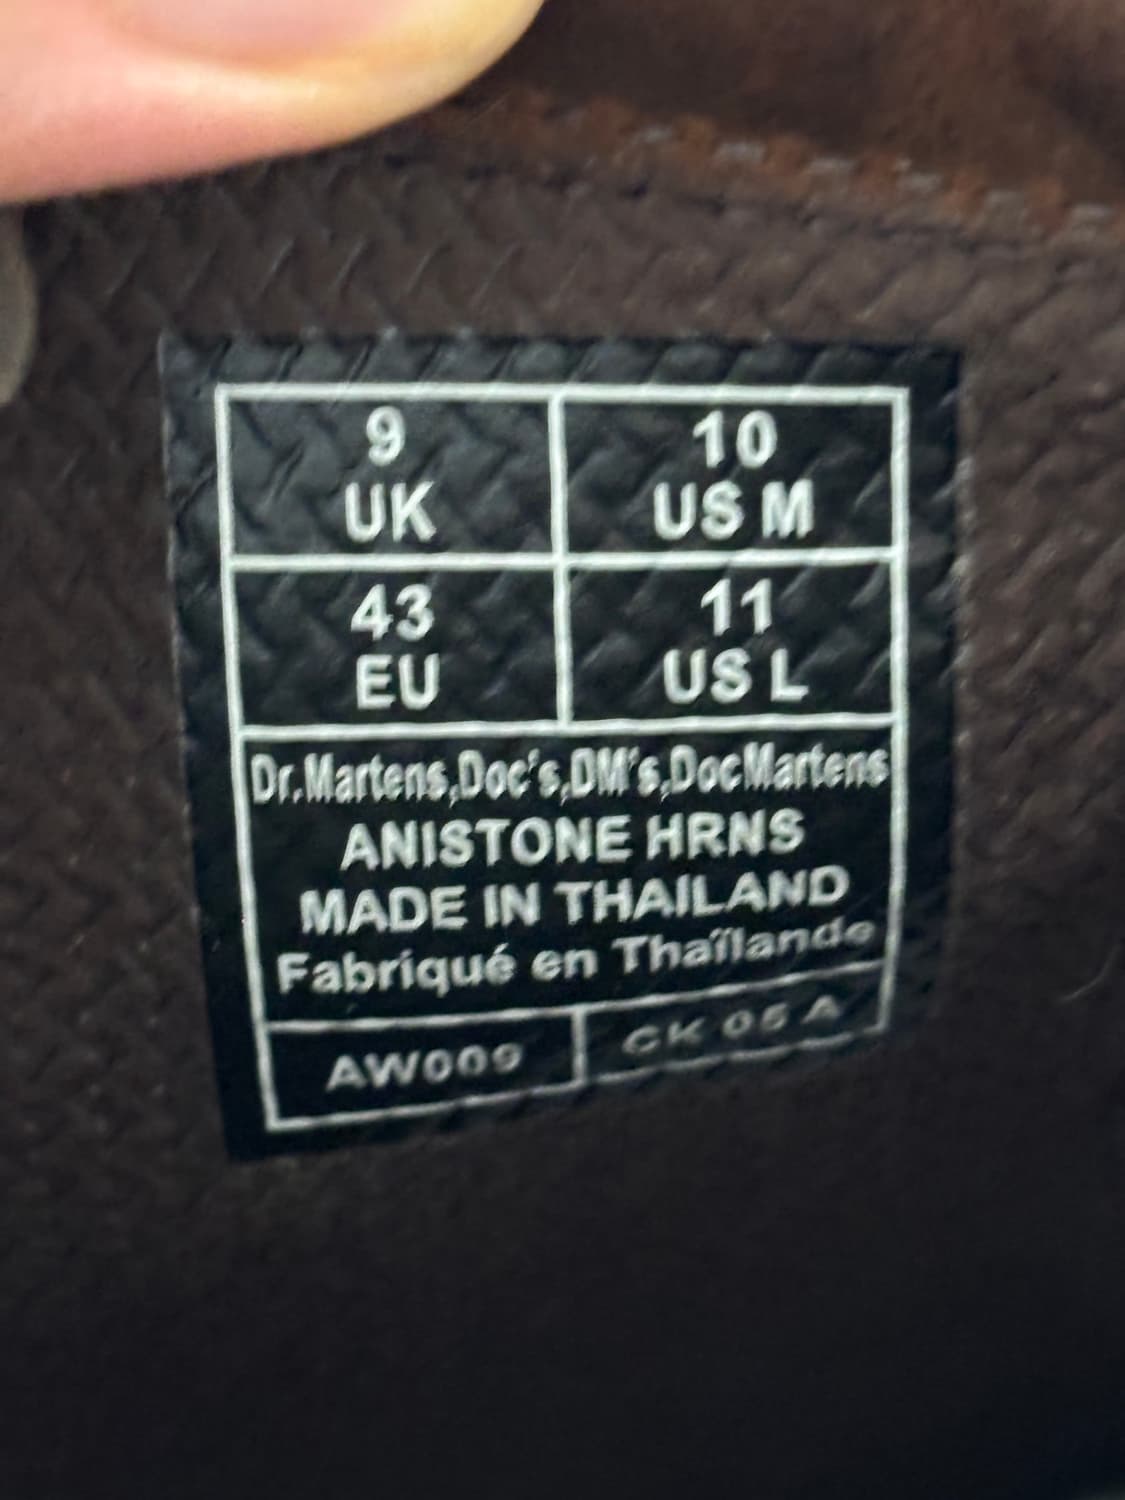 9
UK
10
US M
43
EU
11
US L
Dr.Martens,Doc's,DM's,DocMartens
ANISTONE HRNS
MADE IN THAILAND
Fabriqué en Thaïlande
AW009
CK 05 A